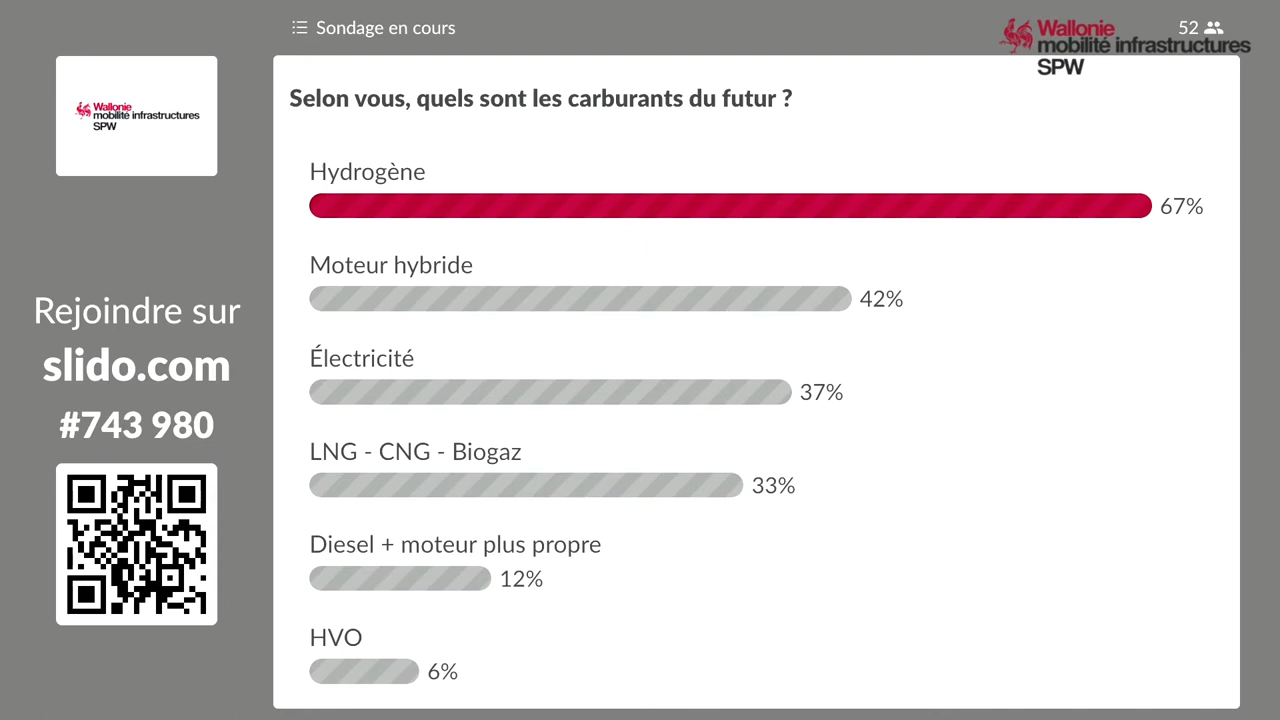 Sondage en cours
52
Wallonie
mobilité infrastructures
SPW
Wallonie
mobilité infrastructures
SPW
Rejoindre sur
slido.com
#743 980
Selon vous, quels sont les carburants du futur ?
Hydrogène
67%
Moteur hybride
42%
Électricité
37%
LNG - CNG - Biogaz
33%
Diesel + moteur plus propre
12%
HVO
6%